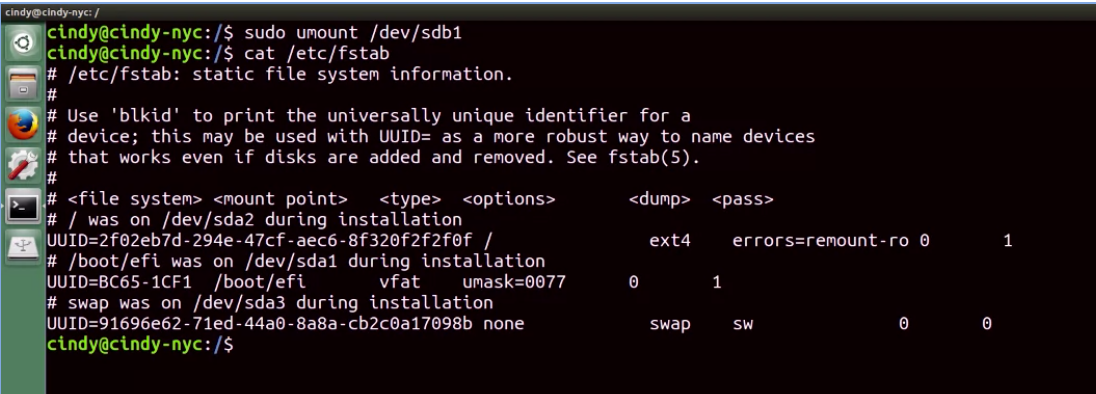 cindy@cindy-nyc: /
cindy@cindy-nyc:/$ sudo umount /dev/sdb1
cindy@cindy-nyc:/$ cat /etc/fstab
# /etc/fstab: static file system information.
#
# Use 'blkid' to print the universally unique identifier for a
# device; this may be used with UUID= as a more robust way to name devices
# that works even if disks are added and removed. See fstab(5).
#
# <file system> <mount point>   <type>  <options>       <dump>  <pass>
# / was on /dev/sda2 during installation
UUID=2f02eb7d-294e-47cf-aec6-8f320f2f2f0f /               ext4    errors=remount-ro 0       1
# /boot/efi was on /dev/sda1 during installation
UUID=BC65-1CF1  /boot/efi       vfat    umask=0077      0       1
# swap was on /dev/sda3 during installation
UUID=91696e62-71ed-44a0-8a8a-cb2c0a17098b none            swap    sw              0       0
cindy@cindy-nyc:/$